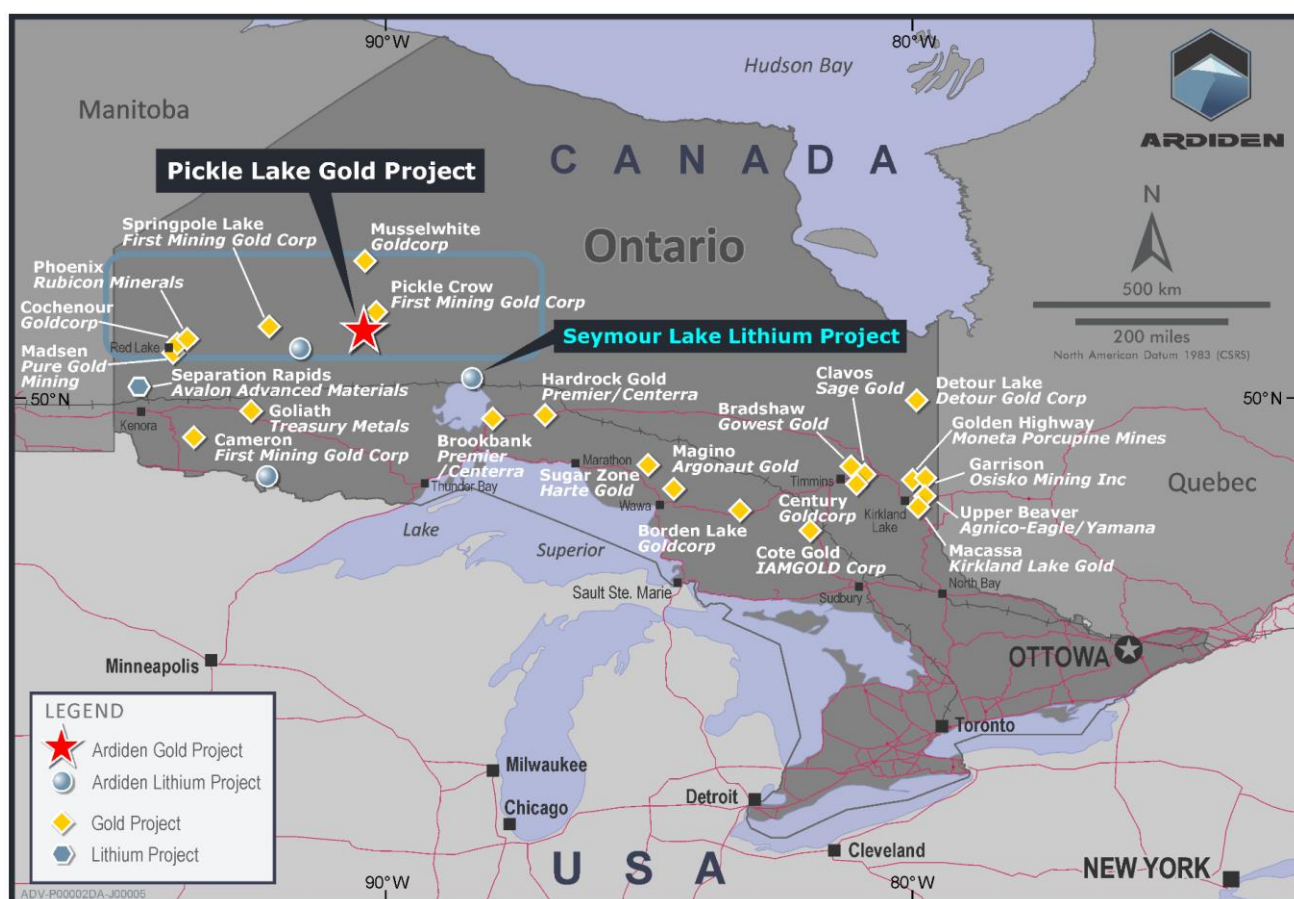 90°W
80°W
Hudson Bay
Manitoba
ARDIDEN
CANADA
Pickle Lake Gold Project
N
Springpole Lake
First Mining Gold Corp
Musselwhite
Goldcorp
Ontario
Phoenix
Rubicon Minerals
Pickle Crow
First Mining Gold Corp
500 km
Cochenour
Goldcorp
200 miles
Seymour Lake Lithium Project
North American Datum 1983 (CSRS)
Red Lake
Madsen
Pure Gold
Mining
Clavos
Sage Gold
Separation Rapids
Avalon Advanced Materials
Hardrock Gold
Premier/Centerra
Detour Lake
Detour Gold Corp
50°N
50°N
Bradshaw
Gowest Gold
Goliath
Treasury Metals
Golden Highway
Moneta Porcupine Mines
Kenora
Cameron
First Mining Gold Corp
Brookbank
Premier
/Centerra
Magino
Argonaut Gold
Marathon
Garrison
Osisko Mining Inc
Sugar Zone
Harte Gold
Timmins
Quebec
Thunder Bay
Century
Goldcorp
Kirkland
Lake
Upper Beaver
Agnico-Eagle/Yamana
Wawa
Lake
Superior
Borden Lake
Goldcorp
Cote Gold
IAMGOLD Corp
Macassa
Kirkland Lake Gold
Sault Ste. Marie
Sudbury
North Bay
Minneapolis
OTTOWA
LEGEND
Ardiden Gold Project
Ardiden Lithium Project
Gold Project
Lithium Project
Toronto
Milwaukee
Detroit
Chicago
Cleveland
USA
NEW YORK
90°W
80°W
ADV-P00002DA-J00005